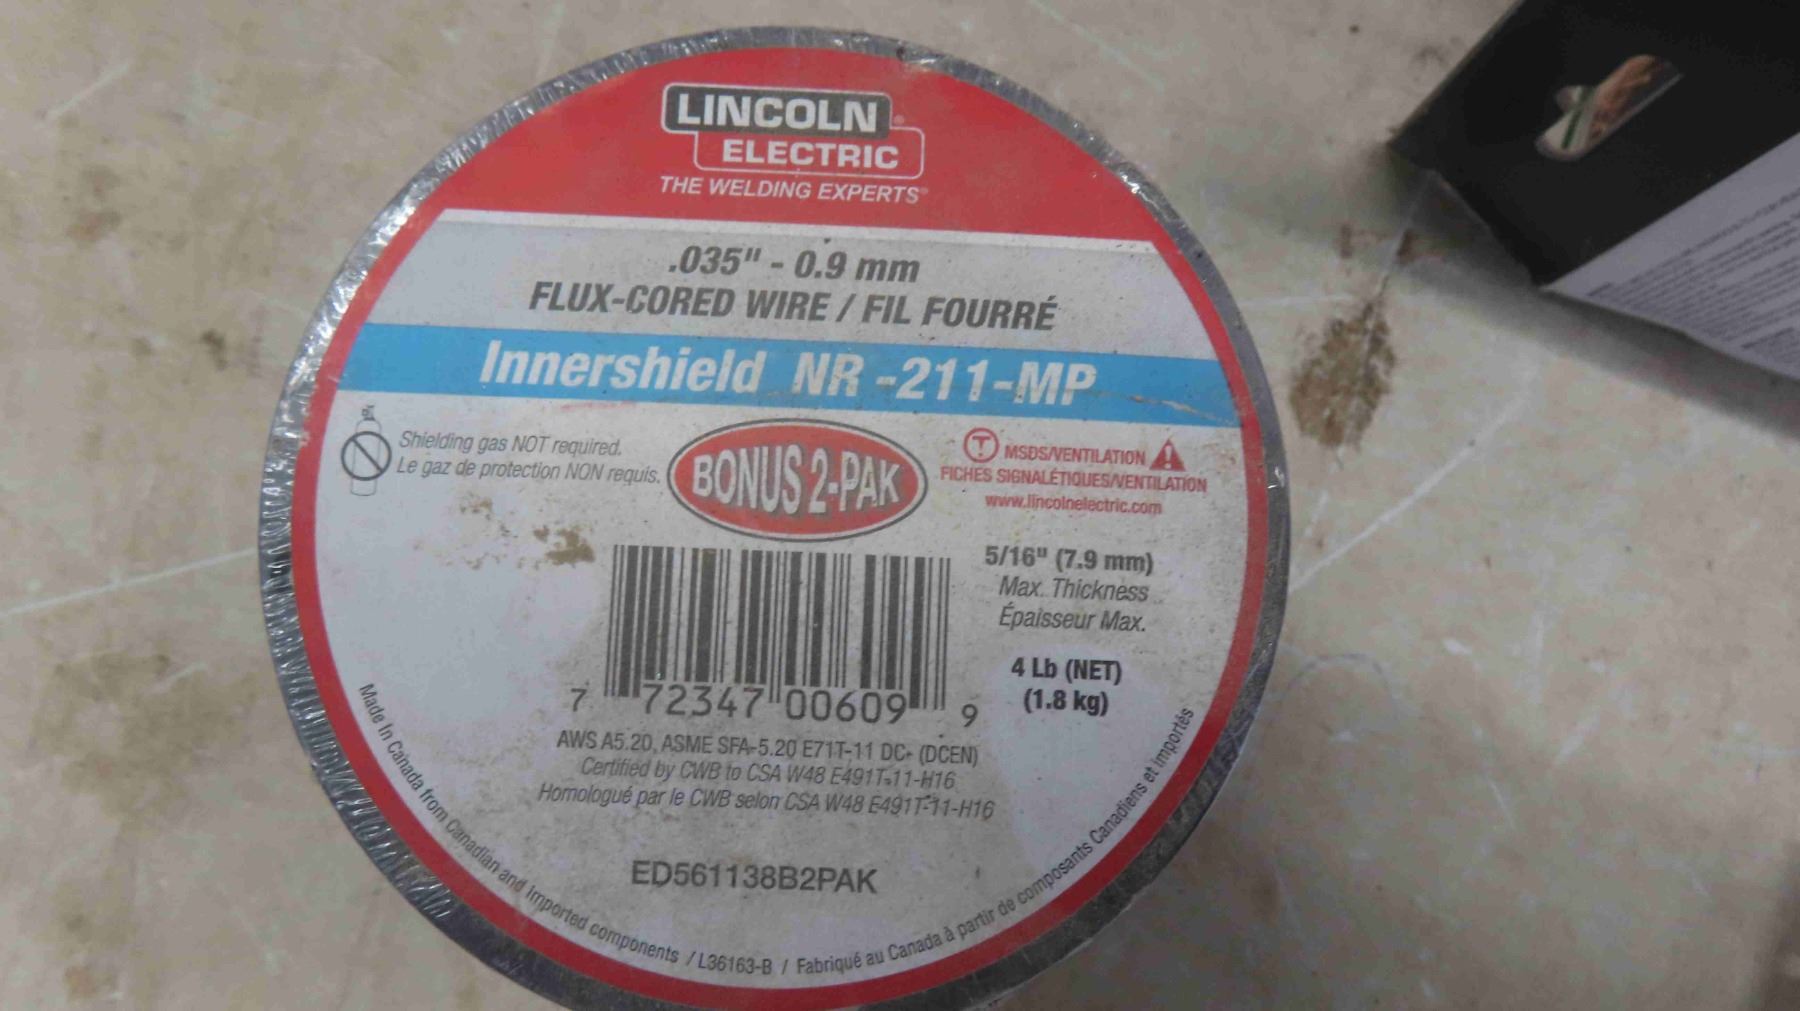 LINCOLN ®
ELECTRIC
THE WELDING EXPERTS®
.035" - 0.9 mm
FLUX-CORED WIRE / FIL FOURRÉ
Innershield NR -211-MP
Shielding gas NOT required.
Le gaz de protection NON requis.
BONUS 2-PAK
MSDS/VENTILATION
FICHES SIGNALÉTIQUES/VENTILATION
www.lincolnelectric.com
5/16" (7.9 mm)
Max. Thickness
Épaisseur Max.
4 Lb (NET)
(1.8 kg)
7 72347 00609 9
AWS A5.20, ASME SFA-5.20 E71T-11 DC- (DCEN)
Certified by CWB to CSA W48 E491T-11-H16
Homologué par le CWB selon CSA W48 E491T-11-H16
ED561138B2PAK
Made In Canada from Canadian and Imported components / L36163-B / Fabriqué au Canada à partir de composants Canadiens et importés